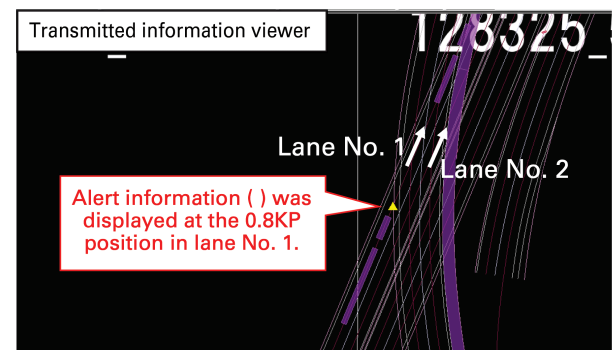 Transmitted information viewer
128325_
Lane No. 1
Lane No. 2
Alert information ( ) was
displayed at the 0.8KP
position in lane No. 1.